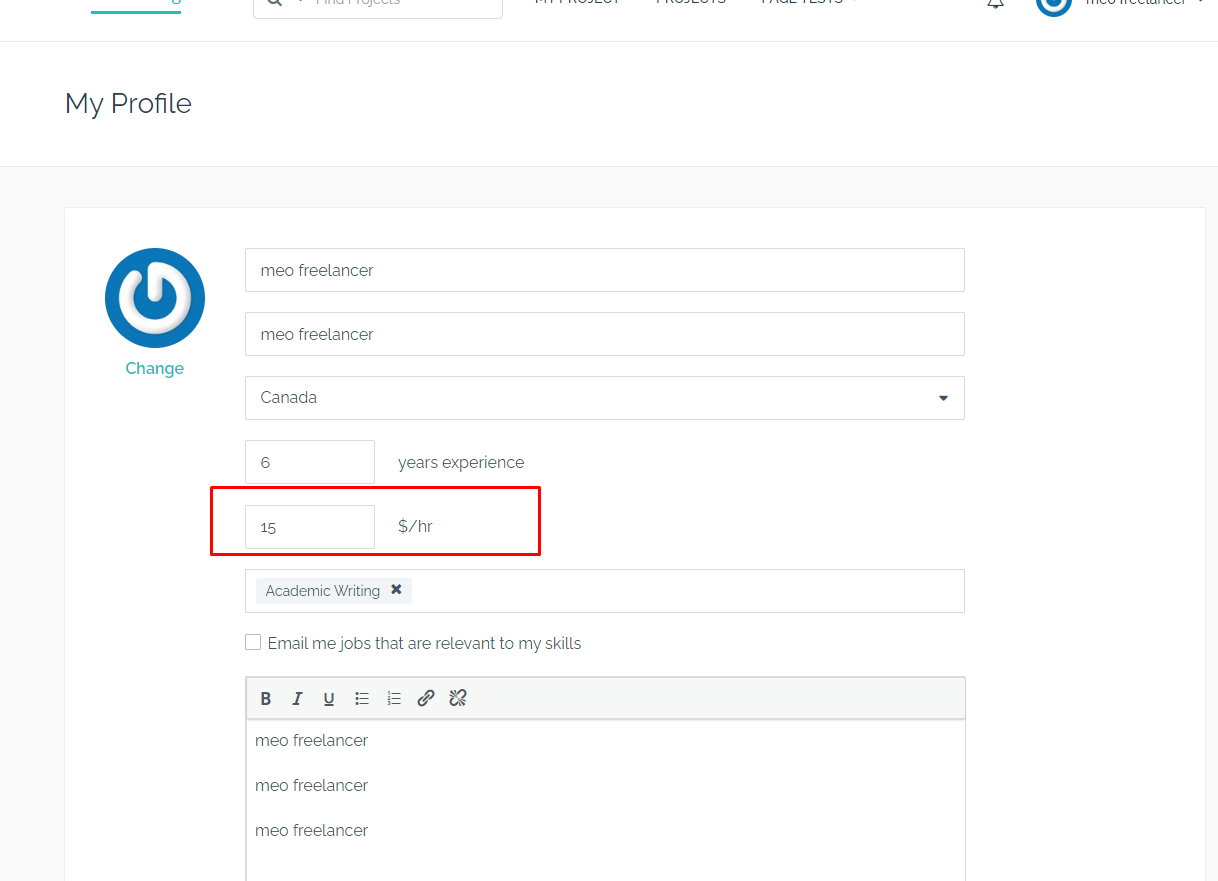 Find Projects MY PROJECT PROJECTS PAGE TESTS meo freelancer
My Profile
meo freelancer
meo freelancer
Change
Canada
6 years experience
15 $/hr
Academic Writing ✖
Email me jobs that are relevant to my skills
B I U
meo freelancer
meo freelancer
meo freelancer